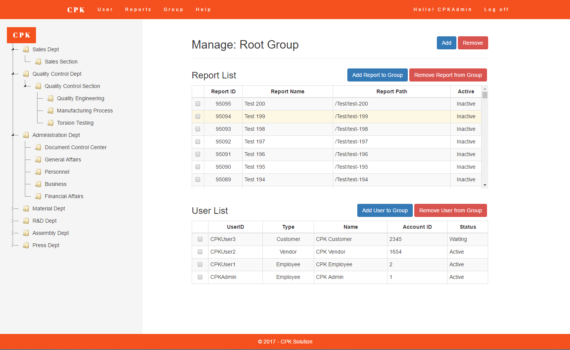 CPK User Reports Group Help Hello! CPKAdmin Log off
CPK
Sales Dept
Sales Section
Quality Control Dept
Quality Control Section
Quality Engineering
Manufacturing Process
Torsion Testing
Administration Dept
Document Control Center
General Affairs
Personnel
Business
Financial Affairs
Material Dept
R&D Dept
Assembly Dept
Press Dept
Manage: Root Group Add Remove
Report List Add Report to Group Remove Report from Group
Report ID Report Name Report Path Active
95095 Test 200 /Test/test-200 Inactive
95094 Test 199 /Test/test-199 Inactive
95093 Test 198 /Test/test-198 Inactive
95092 Test 197 /Test/test-197 Inactive
95091 Test 196 /Test/test-196 Inactive
95090 Test 195 /Test/test-195 Inactive
95089 Test 194 /Test/test-194 Inactive
User List Add User to Group Remove User from Group
UserID Type Name Account ID Status
CPKUser3 Customer CPK Customer 2345 Waiting
CPKUser2 Vendor CPK Vendor 1654 Active
CPKUser1 Employee CPK Employee 2 Active
CPKAdmin Employee CPK Admin 1 Active
© 2017 - CPK Solution